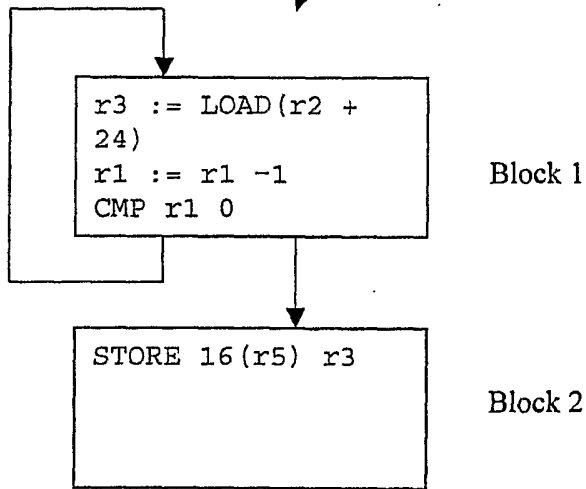 r3 := LOAD(r2 +
24)
r1 := r1 -1
CMP r1 0
Block 1
STORE 16(r5) r3
Block 2